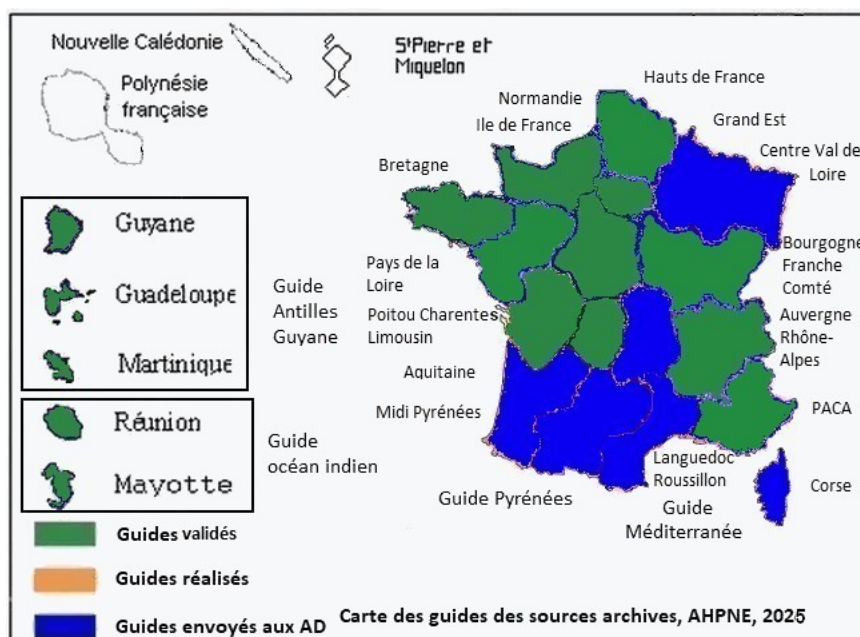 Nouvelle Calédonie
StPierre et
Miquelon
Polynésie
française
Hauts de France
Normandie
Ile de France
Grand Est
Centre Val de
Loire
Bretagne
Guyane
Guadeloupe
Martinique
Guide
Antilles
Guyane
Pays de la
Loire
Poitou Charentes
Limousin
Bourgogne
Franche
Comté
Auvergne
Rhône-
Alpes
Aquitaine
Midi Pyrénées
PACA
Réunion
Mayotte
Guide
océan indien
Languedoc
Roussillon
Guide Pyrénées
Guide
Méditerranée
Corse
Guides validés
Guides réalisés
Guides envoyés aux AD
Carte des guides des sources archives, AHPNE, 2025